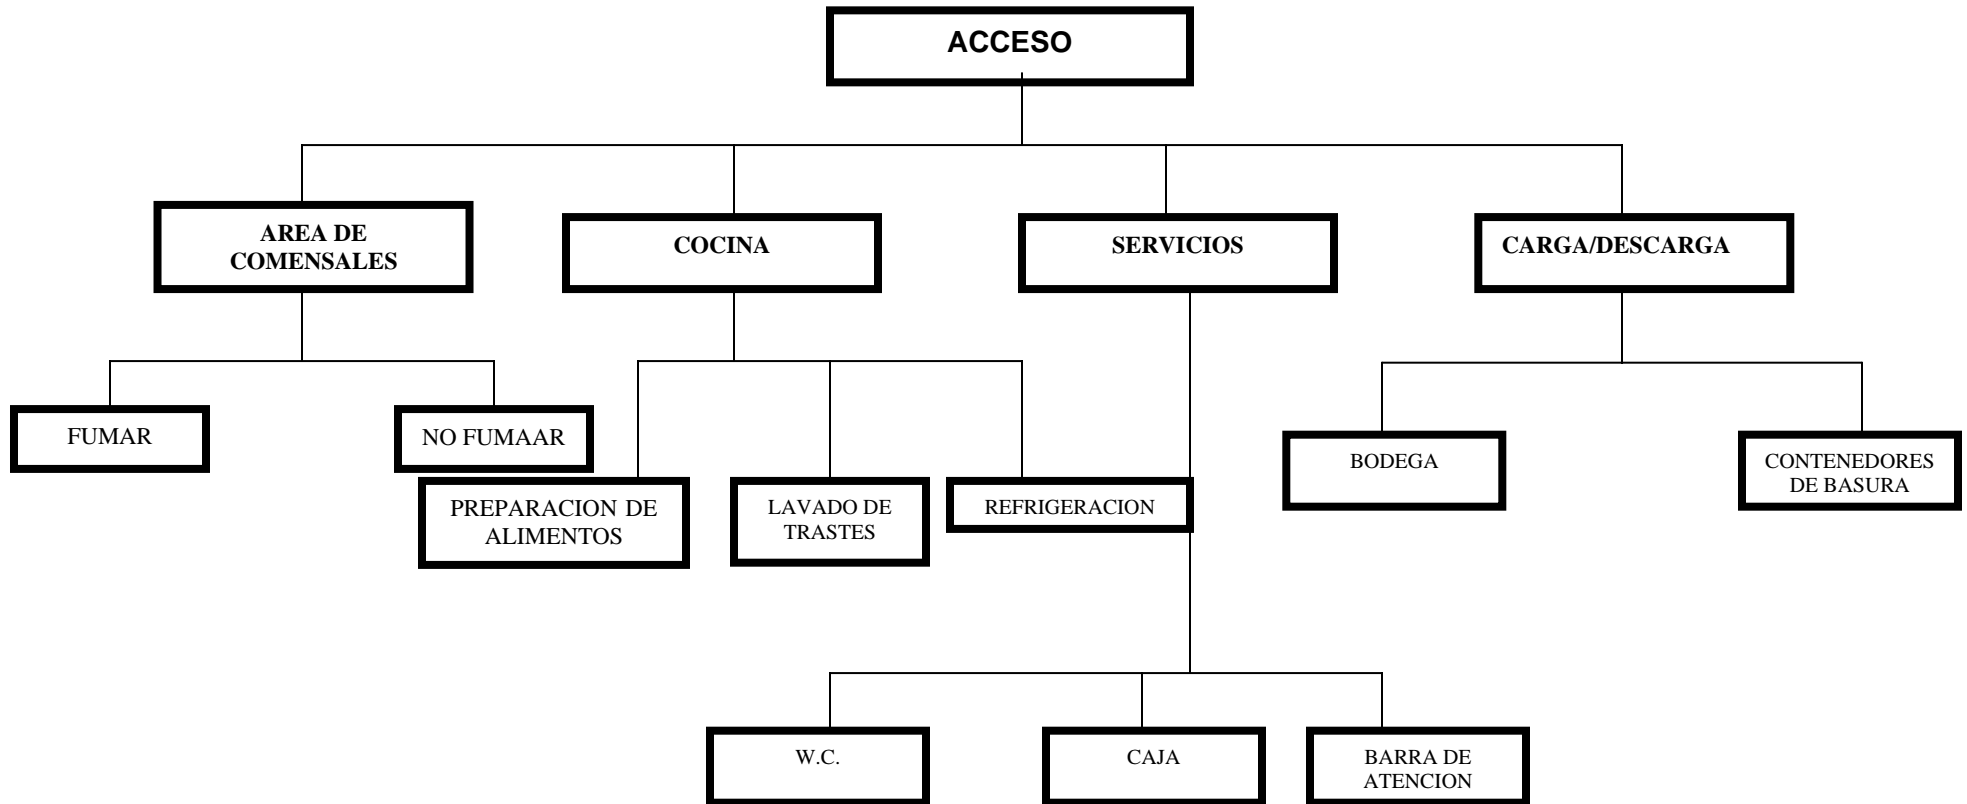 ACCESO
AREA DE
COMENSALES
COCINA
SERVICIOS
CARGA/DESCARGA
FUMAR
NO FUMAAR
PREPARACION DE
ALIMENTOS
LAVADO DE
TRASTES
REFRIGERACION
BODEGA
CONTENEDORES
DE BASURA
W.C.
CAJA
BARRA DE
ATENCION